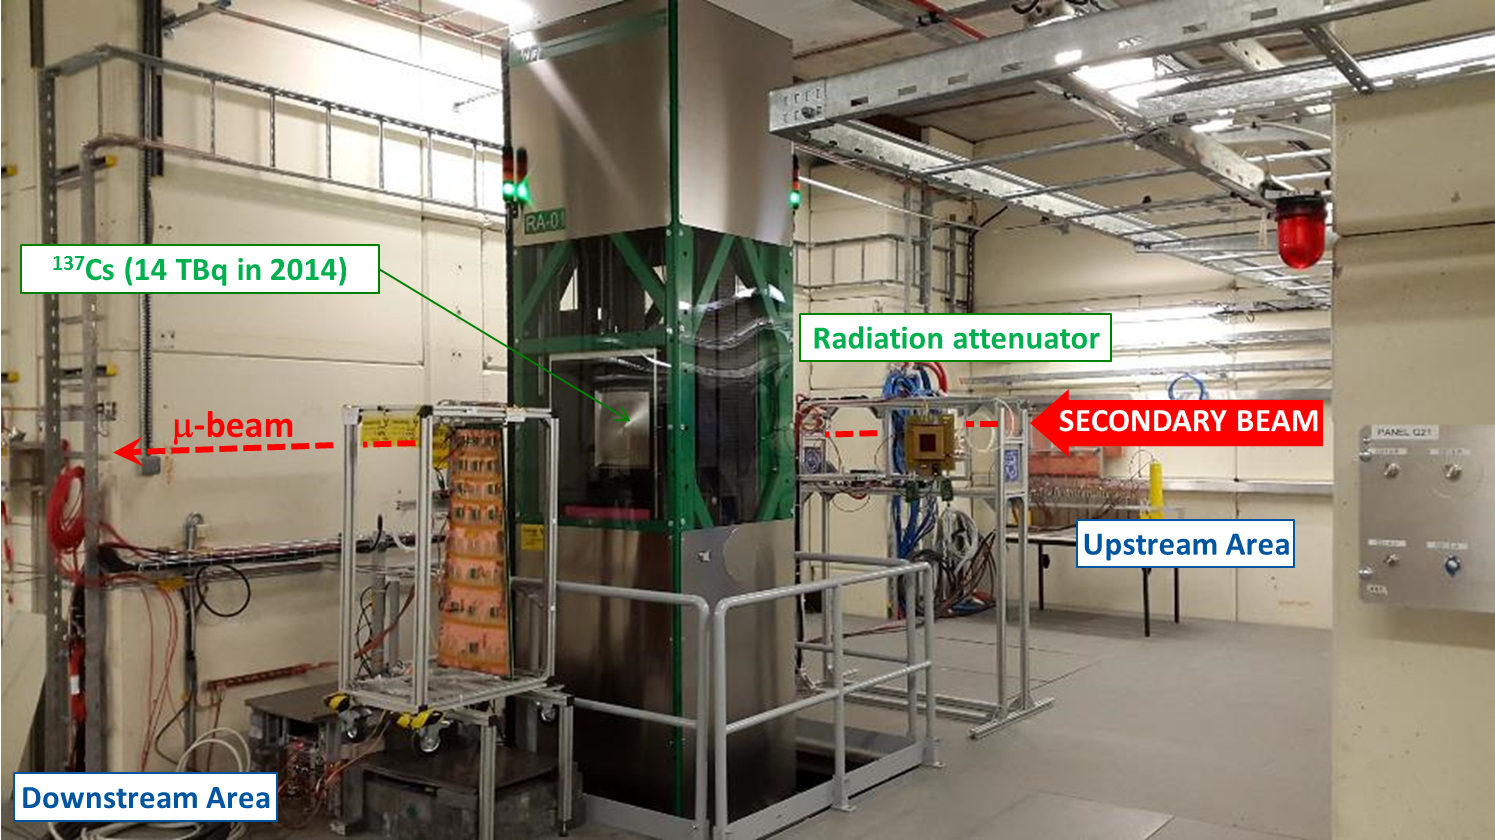 RA-01
¹³⁷Cs (14 TBq in 2014)
Radiation attenuator
μ-beam
SECONDARY BEAM
PANEL G21
Upstream Area
Downstream Area